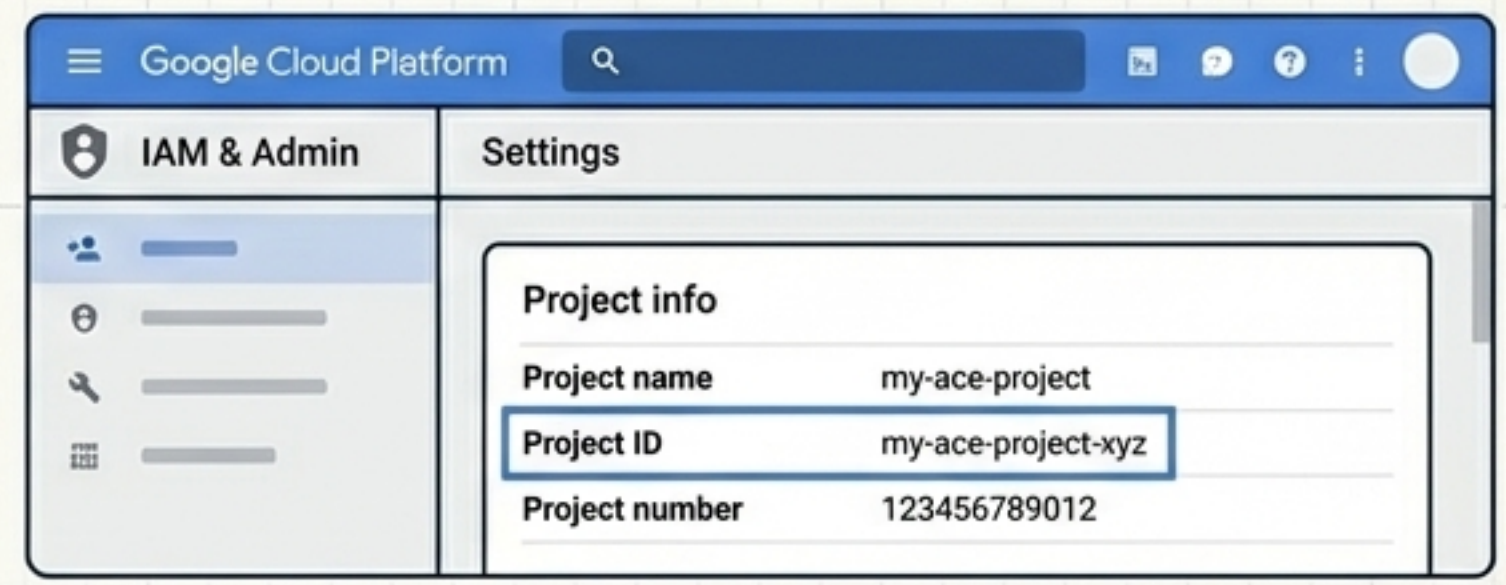 Google Cloud Platform
IAM & Admin
Settings
Project info
Project name my-ace-project
Project ID my-ace-project-xyz
Project number 123456789012